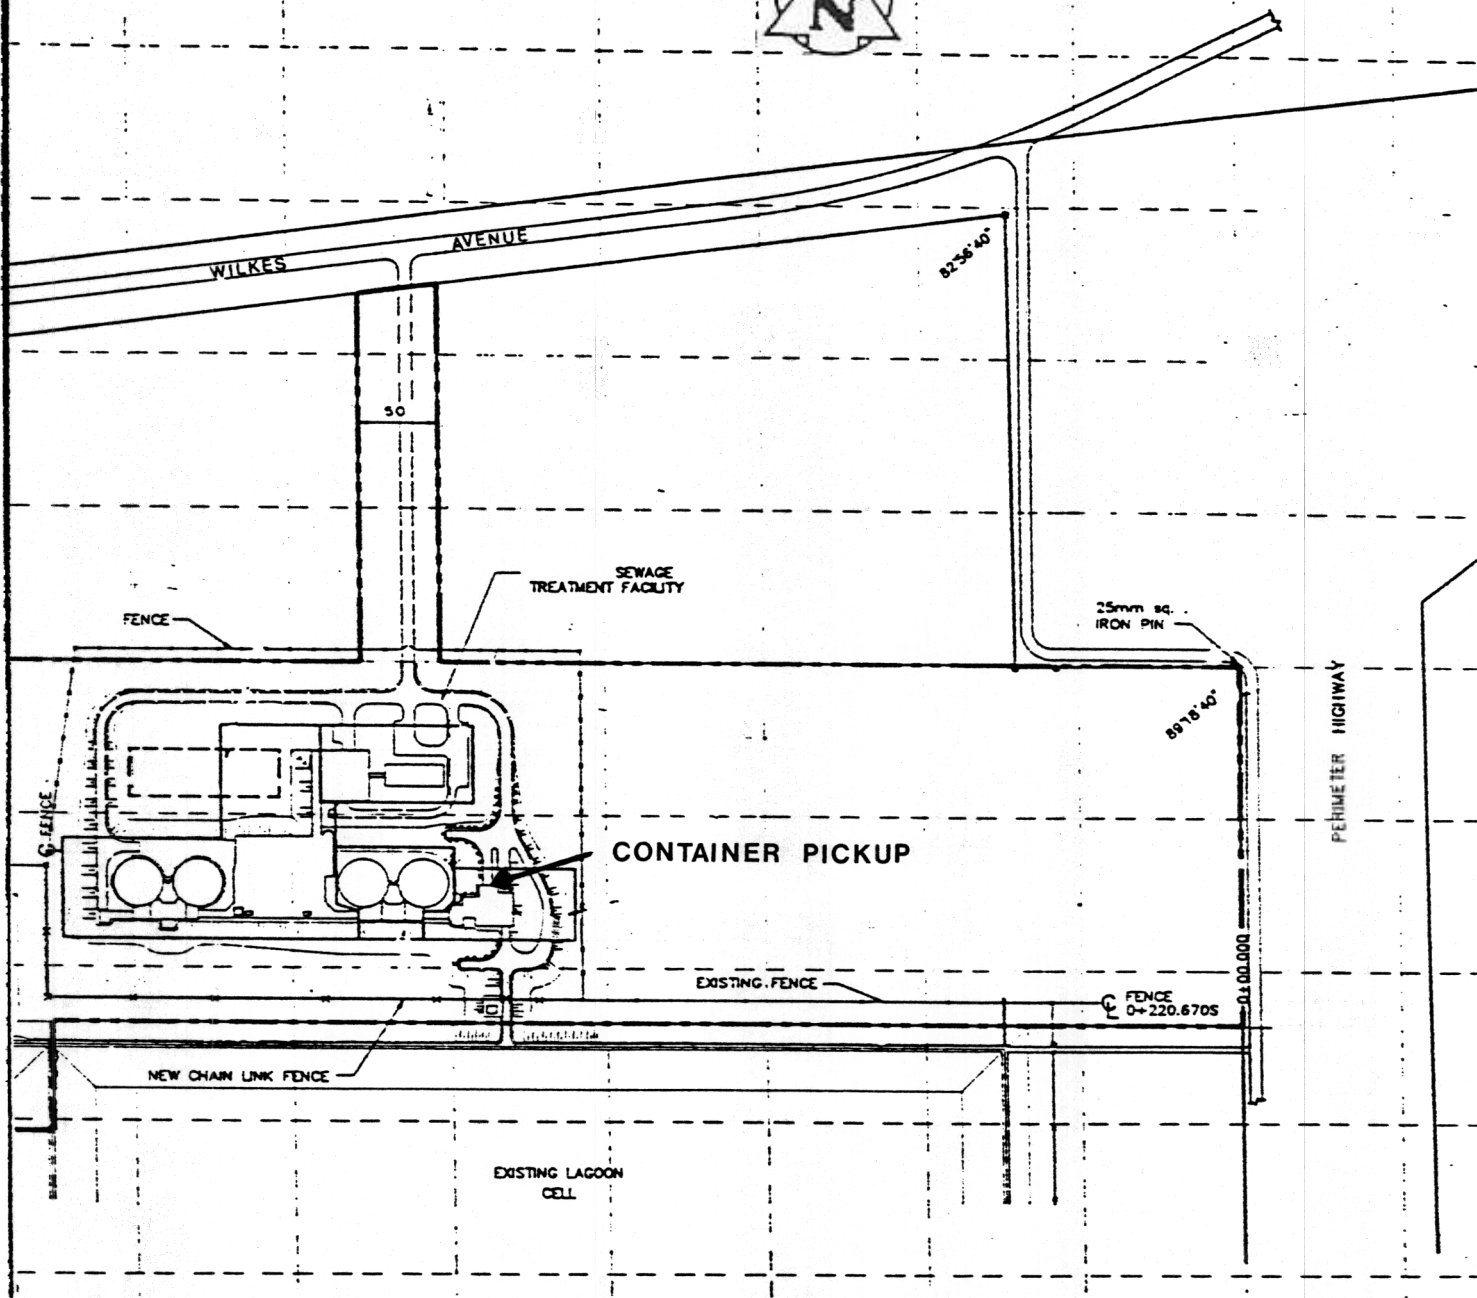 N
WILKES AVENUE
82°56'40"
50
SEWAGE
TREATMENT FACILITY
FENCE
25mm sq.
IRON PIN
89°18'40"
PERIMETER HIGHWAY
℄ FENCE
CONTAINER PICKUP
0+00.000
EXISTING FENCE
℄ FENCE
0+220.670S
NEW CHAIN LINK FENCE
EXISTING LAGOON
CELL